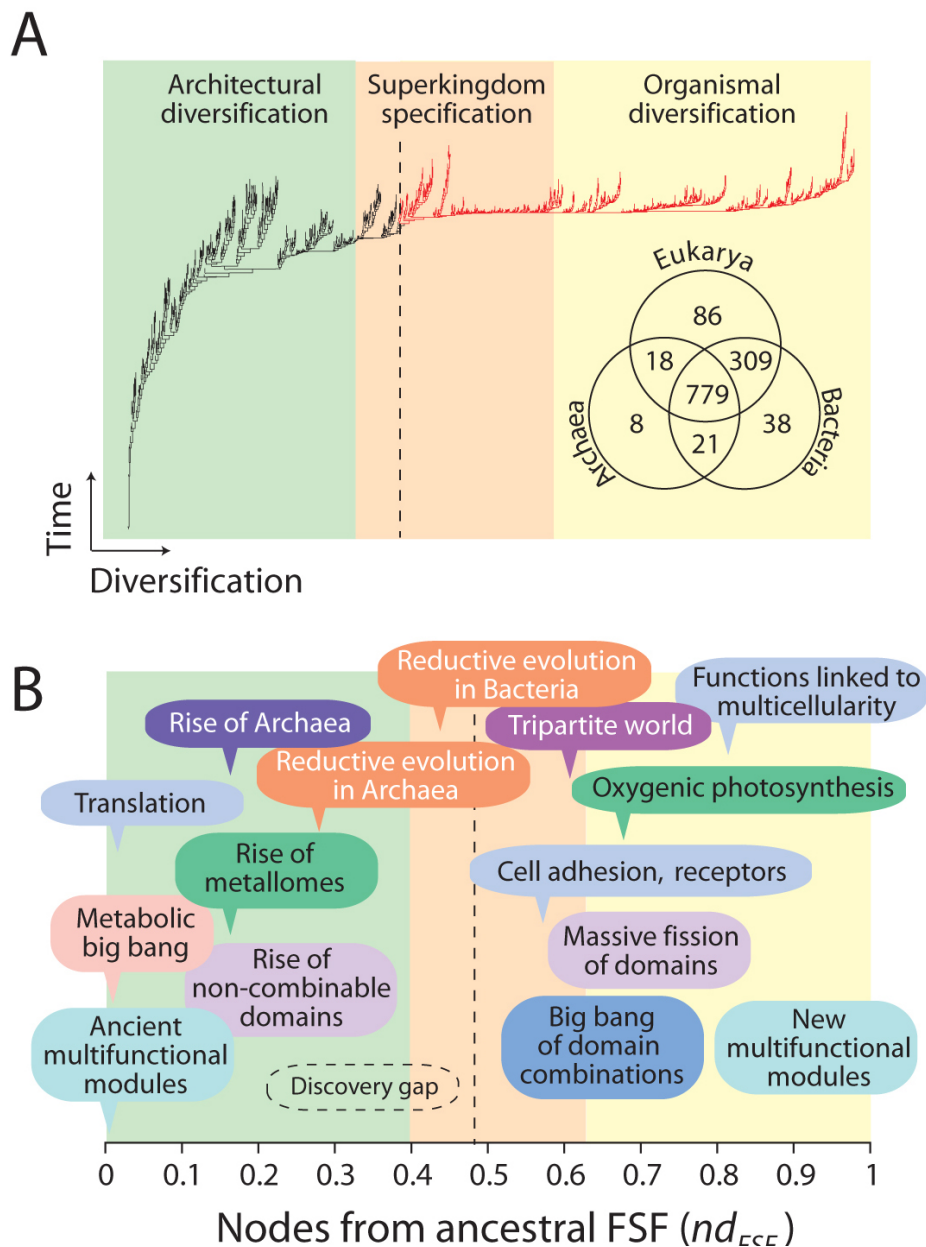 A
Architectural
diversification
Superkingdom
specification
Organismal
diversification
Eukarya
86
18
309
779
8
38
21
Archaea
Bacteria
Time
Diversification
B
Reductive evolution
in Bacteria
Functions linked to
multicellularity
Rise of Archaea
Tripartite world
Reductive evolution
in Archaea
Oxygenic photosynthesis
Translation
Rise of
metallomes
Cell adhesion, receptors
Metabolic
big bang
Rise of
non-combinable
domains
Massive fission
of domains
Ancient
multifunctional
modules
Big bang
of domain
combinations
New
multifunctional
modules
Discovery gap
0 0.1 0.2 0.3 0.4 0.5 0.6 0.7 0.8 0.9 1
Nodes from ancestral FSF (nd_FSF)